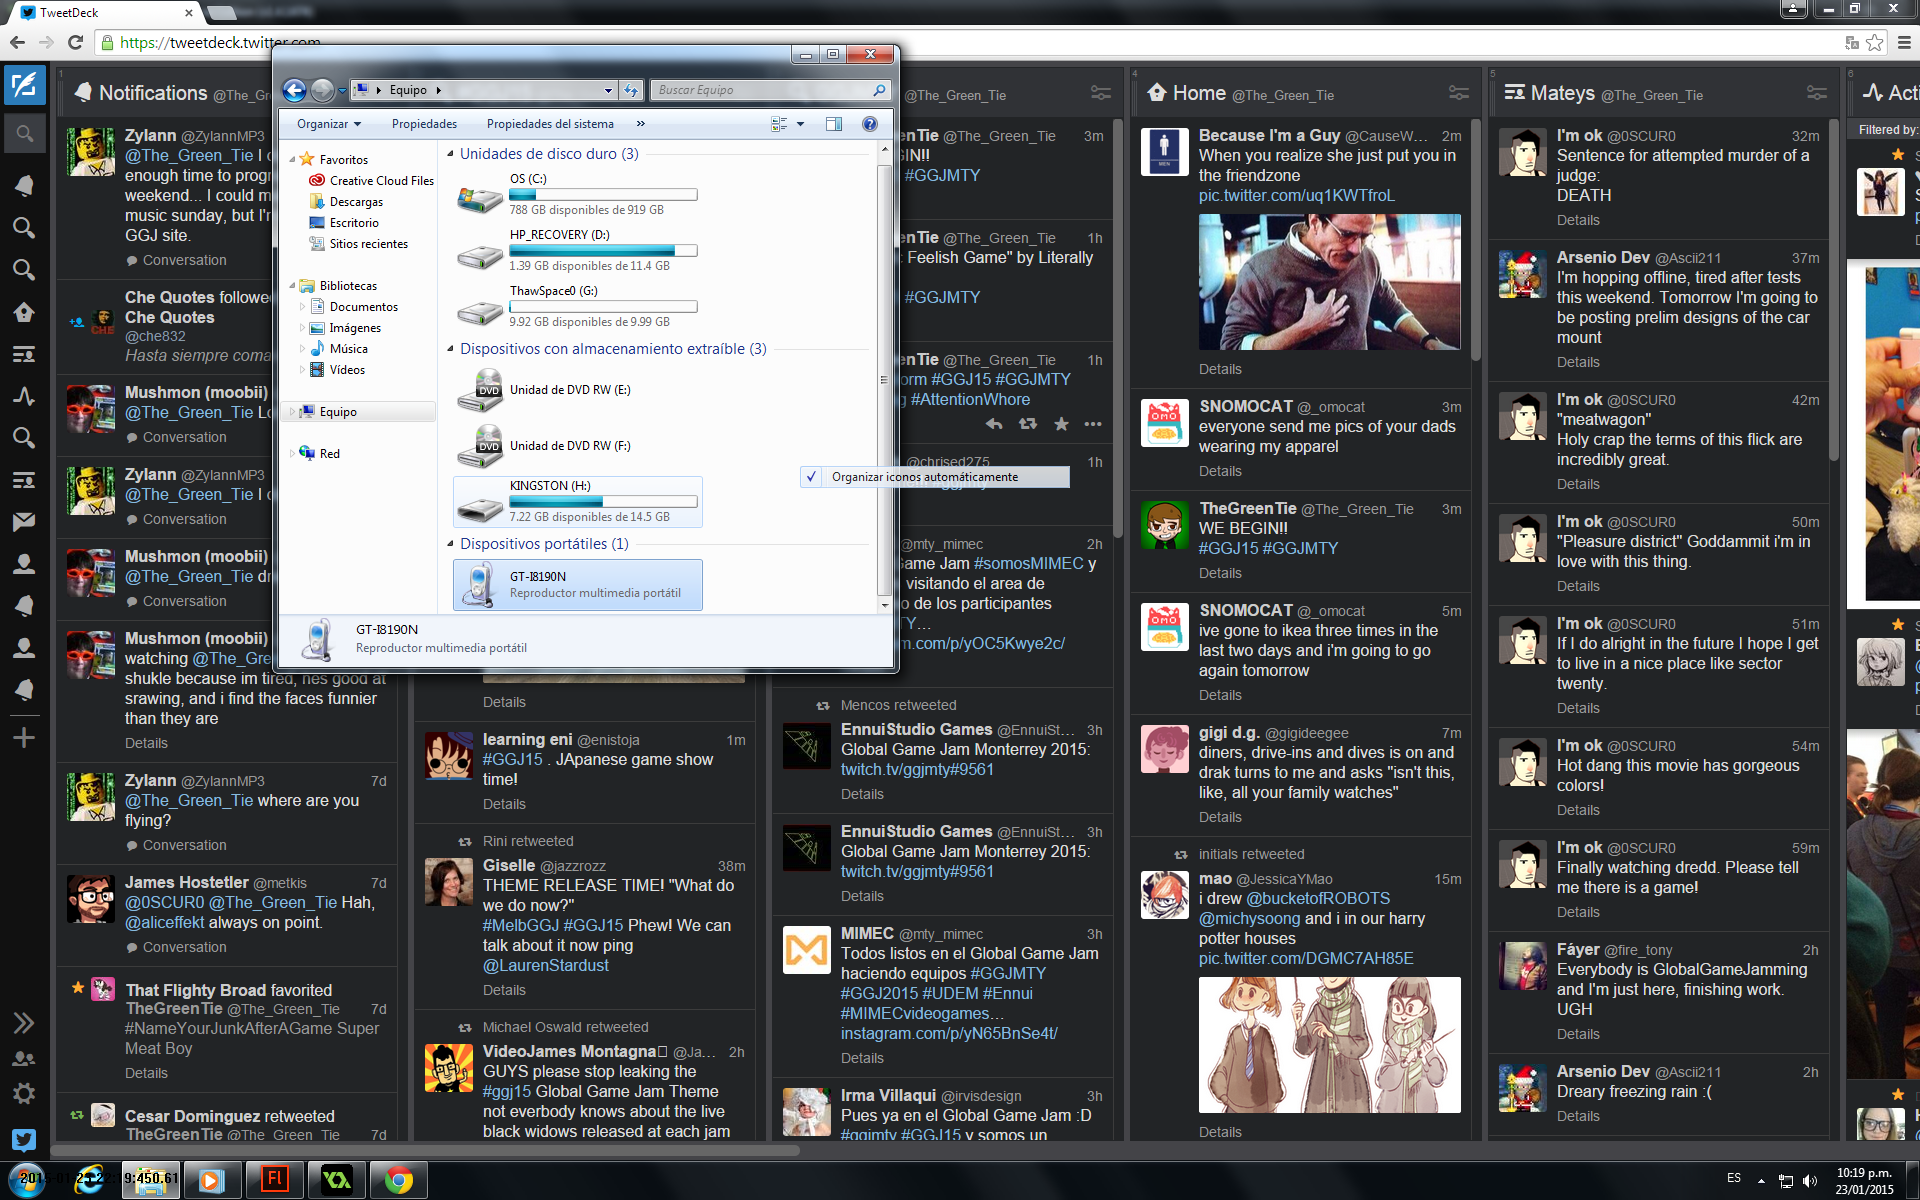 TweetDeck
https://tweetdeck.twitter.com
Equipo
Buscar Equipo
Organizar
Propiedades
Propiedades del sistema
»
Favoritos
Creative Cloud Files
Descargas
Escritorio
Sitios recientes
Bibliotecas
Documentos
Imágenes
Música
Vídeos
Equipo
Red
Unidades de disco duro (3)
OS (C:)
788 GB disponibles de 919 GB
HP_RECOVERY (D:)
1.39 GB disponibles de 11.4 GB
ThawSpace0 (G:)
9.92 GB disponibles de 9.99 GB
Dispositivos con almacenamiento extraíble (3)
DVD
Unidad de DVD RW (E:)
DVD
Unidad de DVD RW (F:)
KINGSTON (H:)
7.22 GB disponibles de 14.5 GB
Dispositivos portátiles (1)
GT-I8190N
Reproductor multimedia portátil
GT-I8190N
Reproductor multimedia portátil
Organizar iconos automáticamente
1
Notifications @The_Gr
Zylann @ZylannMP3
@The_Green_Tie I c
enough time to prog
weekend... I could m
music sunday, but I'm
GGJ site.
Conversation
Che Quotes followe
Che Quotes
@che832
Hasta siempre coma
Mushmon (moobii)
@The_Green_Tie Lo
Conversation
Zylann @ZylannMP3
@The_Green_Tie I c
Conversation
Mushmon (moobii)
@The_Green_Tie dr
Conversation
Mushmon (moobii)
watching @The_Gree
shukle because im tired, hes good at
srawing, and i find the faces funnier
than they are
Details
Zylann @ZylannMP3 7d
@The_Green_Tie where are you
flying?
Conversation
James Hostetler @metkis 7d
@0SCUR0 @The_Green_Tie Hah,
@aliceffekt always on point.
Conversation
That Flighty Broad favorited
TheGreenTie @The_Green_Tie 7d
#NameYourJunkAfterAGame Super
Meat Boy
Details
Cesar Dominguez retweeted
TheGreenTie @The_Green_Tie 7d
Details
learning eni @enistoja 1m
#GGJ15 . JApanese game show
time!
Details
Rini retweeted
Giselle @jazzrozz 38m
THEME RELEASE TIME! "What do
we do now?"
#MelbGGJ #GGJ15 Phew! We can
talk about it now ping
@LaurenStardust
Details
Michael Oswald retweeted
VideoJames Montagna @Ja… 2h
GUYS please stop leaking the
#ggj15 Global Game Jam Theme
not everbody knows about the live
black widows released at each jam
@The_Green_Tie
enTie @The_Green_Tie 3m
GIN!!
#GGJMTY
enTie @The_Green_Tie 1h
: Feelish Game" by Literally
#GGJMTY
enTie @The_Green_Tie 1h
orm #GGJ15 #GGJMTY
g #AttentionWhore
@chrised275 1h
@mty_mimec 2h
Game Jam #somosMIMEC y
visitando el area de
o de los participantes
TY…
m.com/p/yOC5Kwye2c/
Mencos retweeted
EnnuiStudio Games @EnnuiSt… 3h
Global Game Jam Monterrey 2015:
twitch.tv/ggjmty#9561
Details
EnnuiStudio Games @EnnuiSt… 3h
Global Game Jam Monterrey 2015:
twitch.tv/ggjmty#9561
Details
MIMEC @mty_mimec 3h
Todos listos en el Global Game Jam
haciendo equipos #GGJMTY
#GGJ2015 #UDEM #Ennui
#MIMECvideogames…
instagram.com/p/yN65BnSe4t/
Details
Irma Villaqui @irvisdesign 3h
Pues ya en el Global Game Jam :D
#ggjmty #GGJ15 y somos un
4
Home @The_Green_Tie
MEN
Because I'm a Guy @CauseW… 2m
When you realize she just put you in
the friendzone
pic.twitter.com/uq1KWTfroL
Details
OMO
SNOMOCAT @_omocat 3m
everyone send me pics of your dads
wearing my apparel
Details
TheGreenTie @The_Green_Tie 3m
WE BEGIN!!
#GGJ15 #GGJMTY
Details
OMO
SNOMOCAT @_omocat 5m
ive gone to ikea three times in the
last two days and i'm going to go
again tomorrow
Details
gigi d.g. @gigideegee 7m
diners, drive-ins and dives is on and
drak turns to me and asks "isn't this,
like, all your family watches"
Details
initials retweeted
mao @JessicaYMao 15m
i drew @bucketofROBOTS
@michysoong and i in our harry
potter houses
pic.twitter.com/DGMC7AH85E
Details
5
Mateys @The_Green_Tie
I'm ok @0SCUR0 32m
Sentence for attempted murder of a
judge:
DEATH
Details
Arsenio Dev @Ascii211 37m
I'm hopping offline, tired after tests
this weekend. Tomorrow I'm going to
be posting prelim designs of the car
mount
Details
I'm ok @0SCUR0 42m
"meatwagon"
Holy crap the terms of this flick are
incredibly great.
Details
I'm ok @0SCUR0 50m
"Pleasure district" Goddammit i'm in
love with this thing.
Details
I'm ok @0SCUR0 51m
If I do alright in the future I hope I get
to live in a nice place like sector
twenty.
Details
I'm ok @0SCUR0 54m
Hot dang this movie has gorgeous
colors!
Details
I'm ok @0SCUR0 59m
Finally watching dredd. Please tell
me there is a game!
Details
Fáyer @fire_tony 2h
Everybody is GlobalGameJamming
and I'm just here, finishing work.
UGH
Details
Arsenio Dev @Ascii211 2h
Dreary freezing rain :(
Details
6
Acti
Filtered by:
Fl
ES
10:19 p.m.
23/01/2015